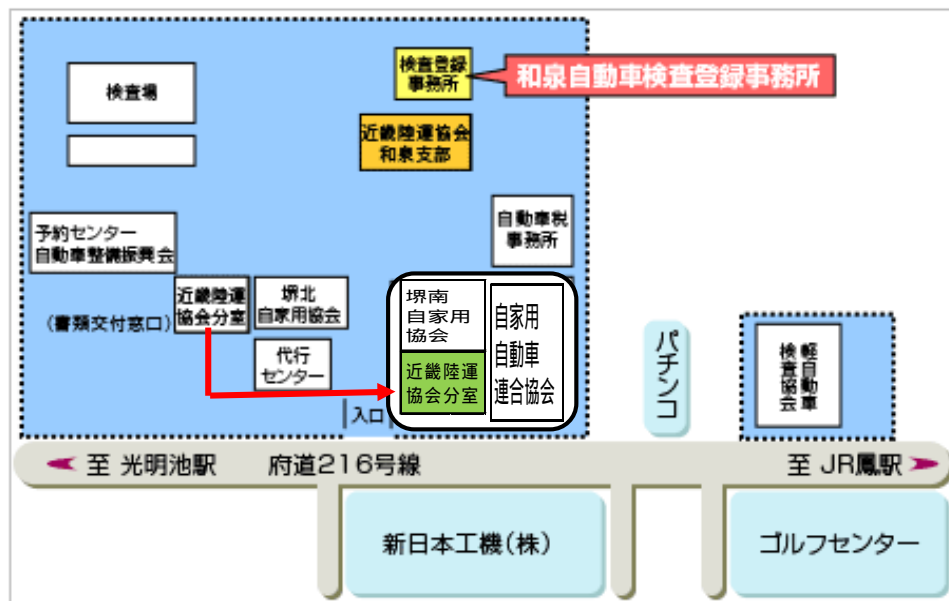 検査場
検査登録
事務所
和泉自動車検査登録事務所
近畿陸運協会
和泉支部
予約センター
自動車整備振興会
自動車税
事務所
(書類交付窓口)
近畿陸運
協会分室
堺北
自家用協会
代行
センター
堺南
自家用
協会
近畿陸運
協会分室
自家用
自動車
連合協会
入口
パチンコ
軽自動車
検査協会
至 光明池駅
府道216号線
至 JR鳳駅
新日本工機(株)
ゴルフセンター